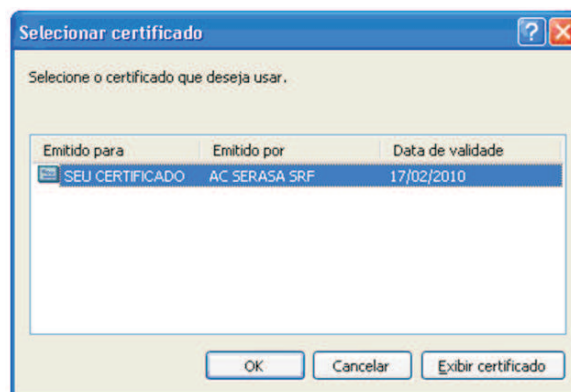 Selecionar certificado
Selecione o certificado que deseja usar.
Emitido para Emitido por Data de validade
SEU CERTIFICADO AC SERASA SRF 17/02/2010
OK Cancelar Exibir certificado